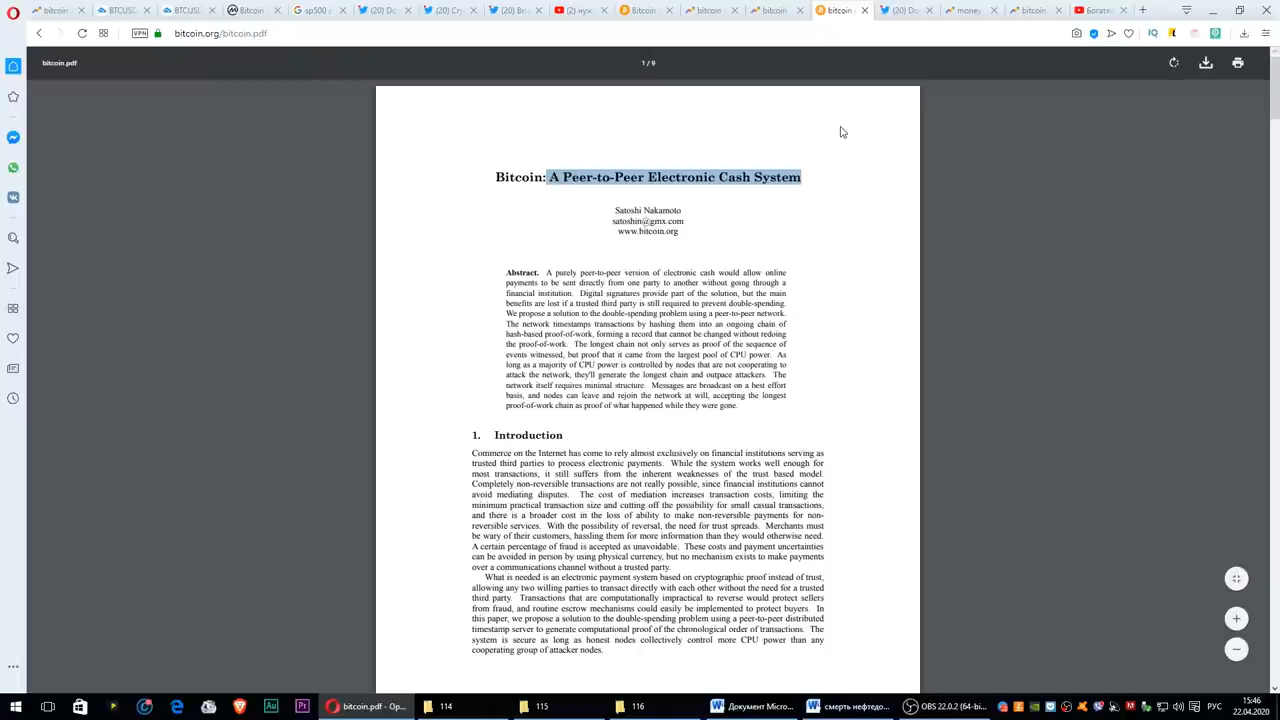 BTCUSD
BTCUSI
Bitcoin
sp500 c
(20) Do
(20) Cry
(2) нуж
bitcoin
bitcoin
bitcoin
(20) Do
money
bitcoin
Богате
VPN
bitcoin.org/bitcoin.pdf
bitcoin.pdf
1 / 9
Bitcoin: A Peer-to-Peer Electronic Cash System
Satoshi Nakamoto
satoshin@gmx.com
www.bitcoin.org
Abstract. A purely peer-to-peer version of electronic cash would allow online
payments to be sent directly from one party to another without going through a
financial institution. Digital signatures provide part of the solution, but the main
benefits are lost if a trusted third party is still required to prevent double-spending.
We propose a solution to the double-spending problem using a peer-to-peer network.
The network timestamps transactions by hashing them into an ongoing chain of
hash-based proof-of-work, forming a record that cannot be changed without redoing
the proof-of-work. The longest chain not only serves as proof of the sequence of
events witnessed, but proof that it came from the largest pool of CPU power. As
long as a majority of CPU power is controlled by nodes that are not cooperating to
attack the network, they'll generate the longest chain and outpace attackers. The
network itself requires minimal structure. Messages are broadcast on a best effort
basis, and nodes can leave and rejoin the network at will, accepting the longest
proof-of-work chain as proof of what happened while they were gone.
1. Introduction
Commerce on the Internet has come to rely almost exclusively on financial institutions serving as
trusted third parties to process electronic payments. While the system works well enough for
most transactions, it still suffers from the inherent weaknesses of the trust based model.
Completely non-reversible transactions are not really possible, since financial institutions cannot
avoid mediating disputes. The cost of mediation increases transaction costs, limiting the
minimum practical transaction size and cutting off the possibility for small casual transactions,
and there is a broader cost in the loss of ability to make non-reversible payments for non-
reversible services. With the possibility of reversal, the need for trust spreads. Merchants must
be wary of their customers, hassling them for more information than they would otherwise need.
A certain percentage of fraud is accepted as unavoidable. These costs and payment uncertainties
can be avoided in person by using physical currency, but no mechanism exists to make payments
over a communications channel without a trusted party.
What is needed is an electronic payment system based on cryptographic proof instead of trust,
allowing any two willing parties to transact directly with each other without the need for a trusted
third party. Transactions that are computationally impractical to reverse would protect sellers
from fraud, and routine escrow mechanisms could easily be implemented to protect buyers. In
this paper, we propose a solution to the double-spending problem using a peer-to-peer distributed
timestamp server to generate computational proof of the chronological order of transactions. The
system is secure as long as honest nodes collectively control more CPU power than any
cooperating group of attacker nodes.
Au
Pr
bitcoin.pdf - Op...
114
115
116
Документ Micro...
смерть нефтедо...
OBS 22.0.2 (64-bi...
РУС
15:46
22.04.2020